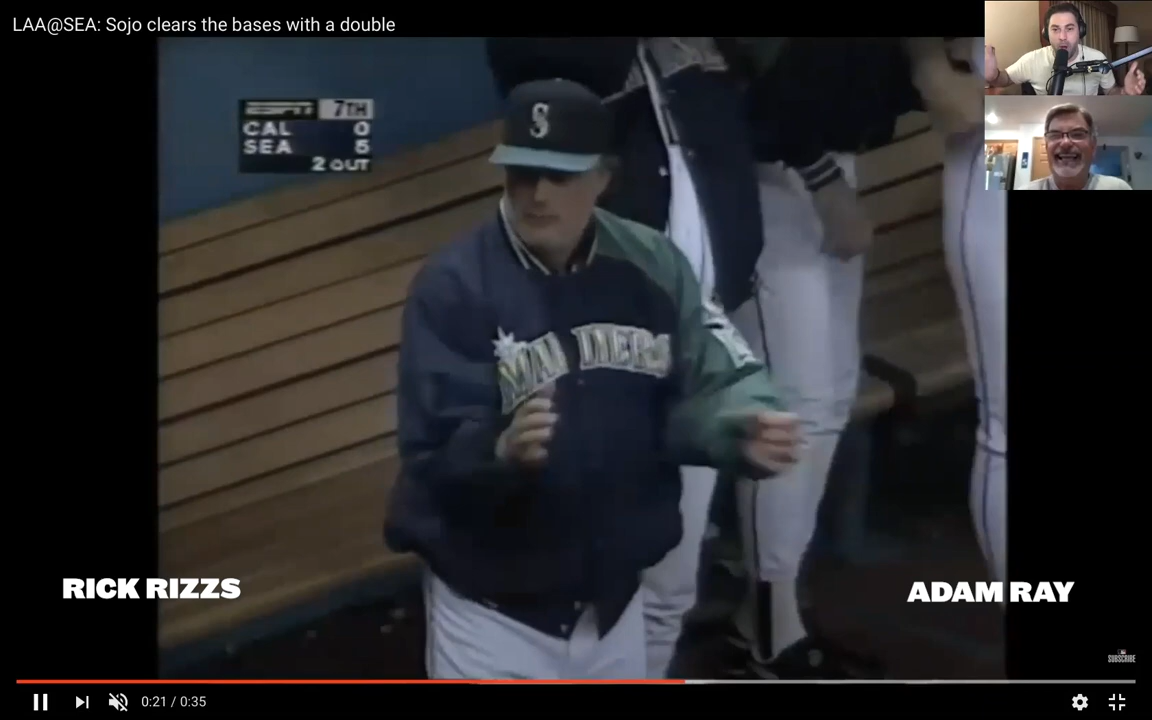 LAA@SEA: Sojo clears the bases with a double
ESPN 7TH
CAL 0
SEA 5
2 OUT
S
RICK RIZZS
ADAM RAY
SUBSCRIBE
0:21 / 0:35